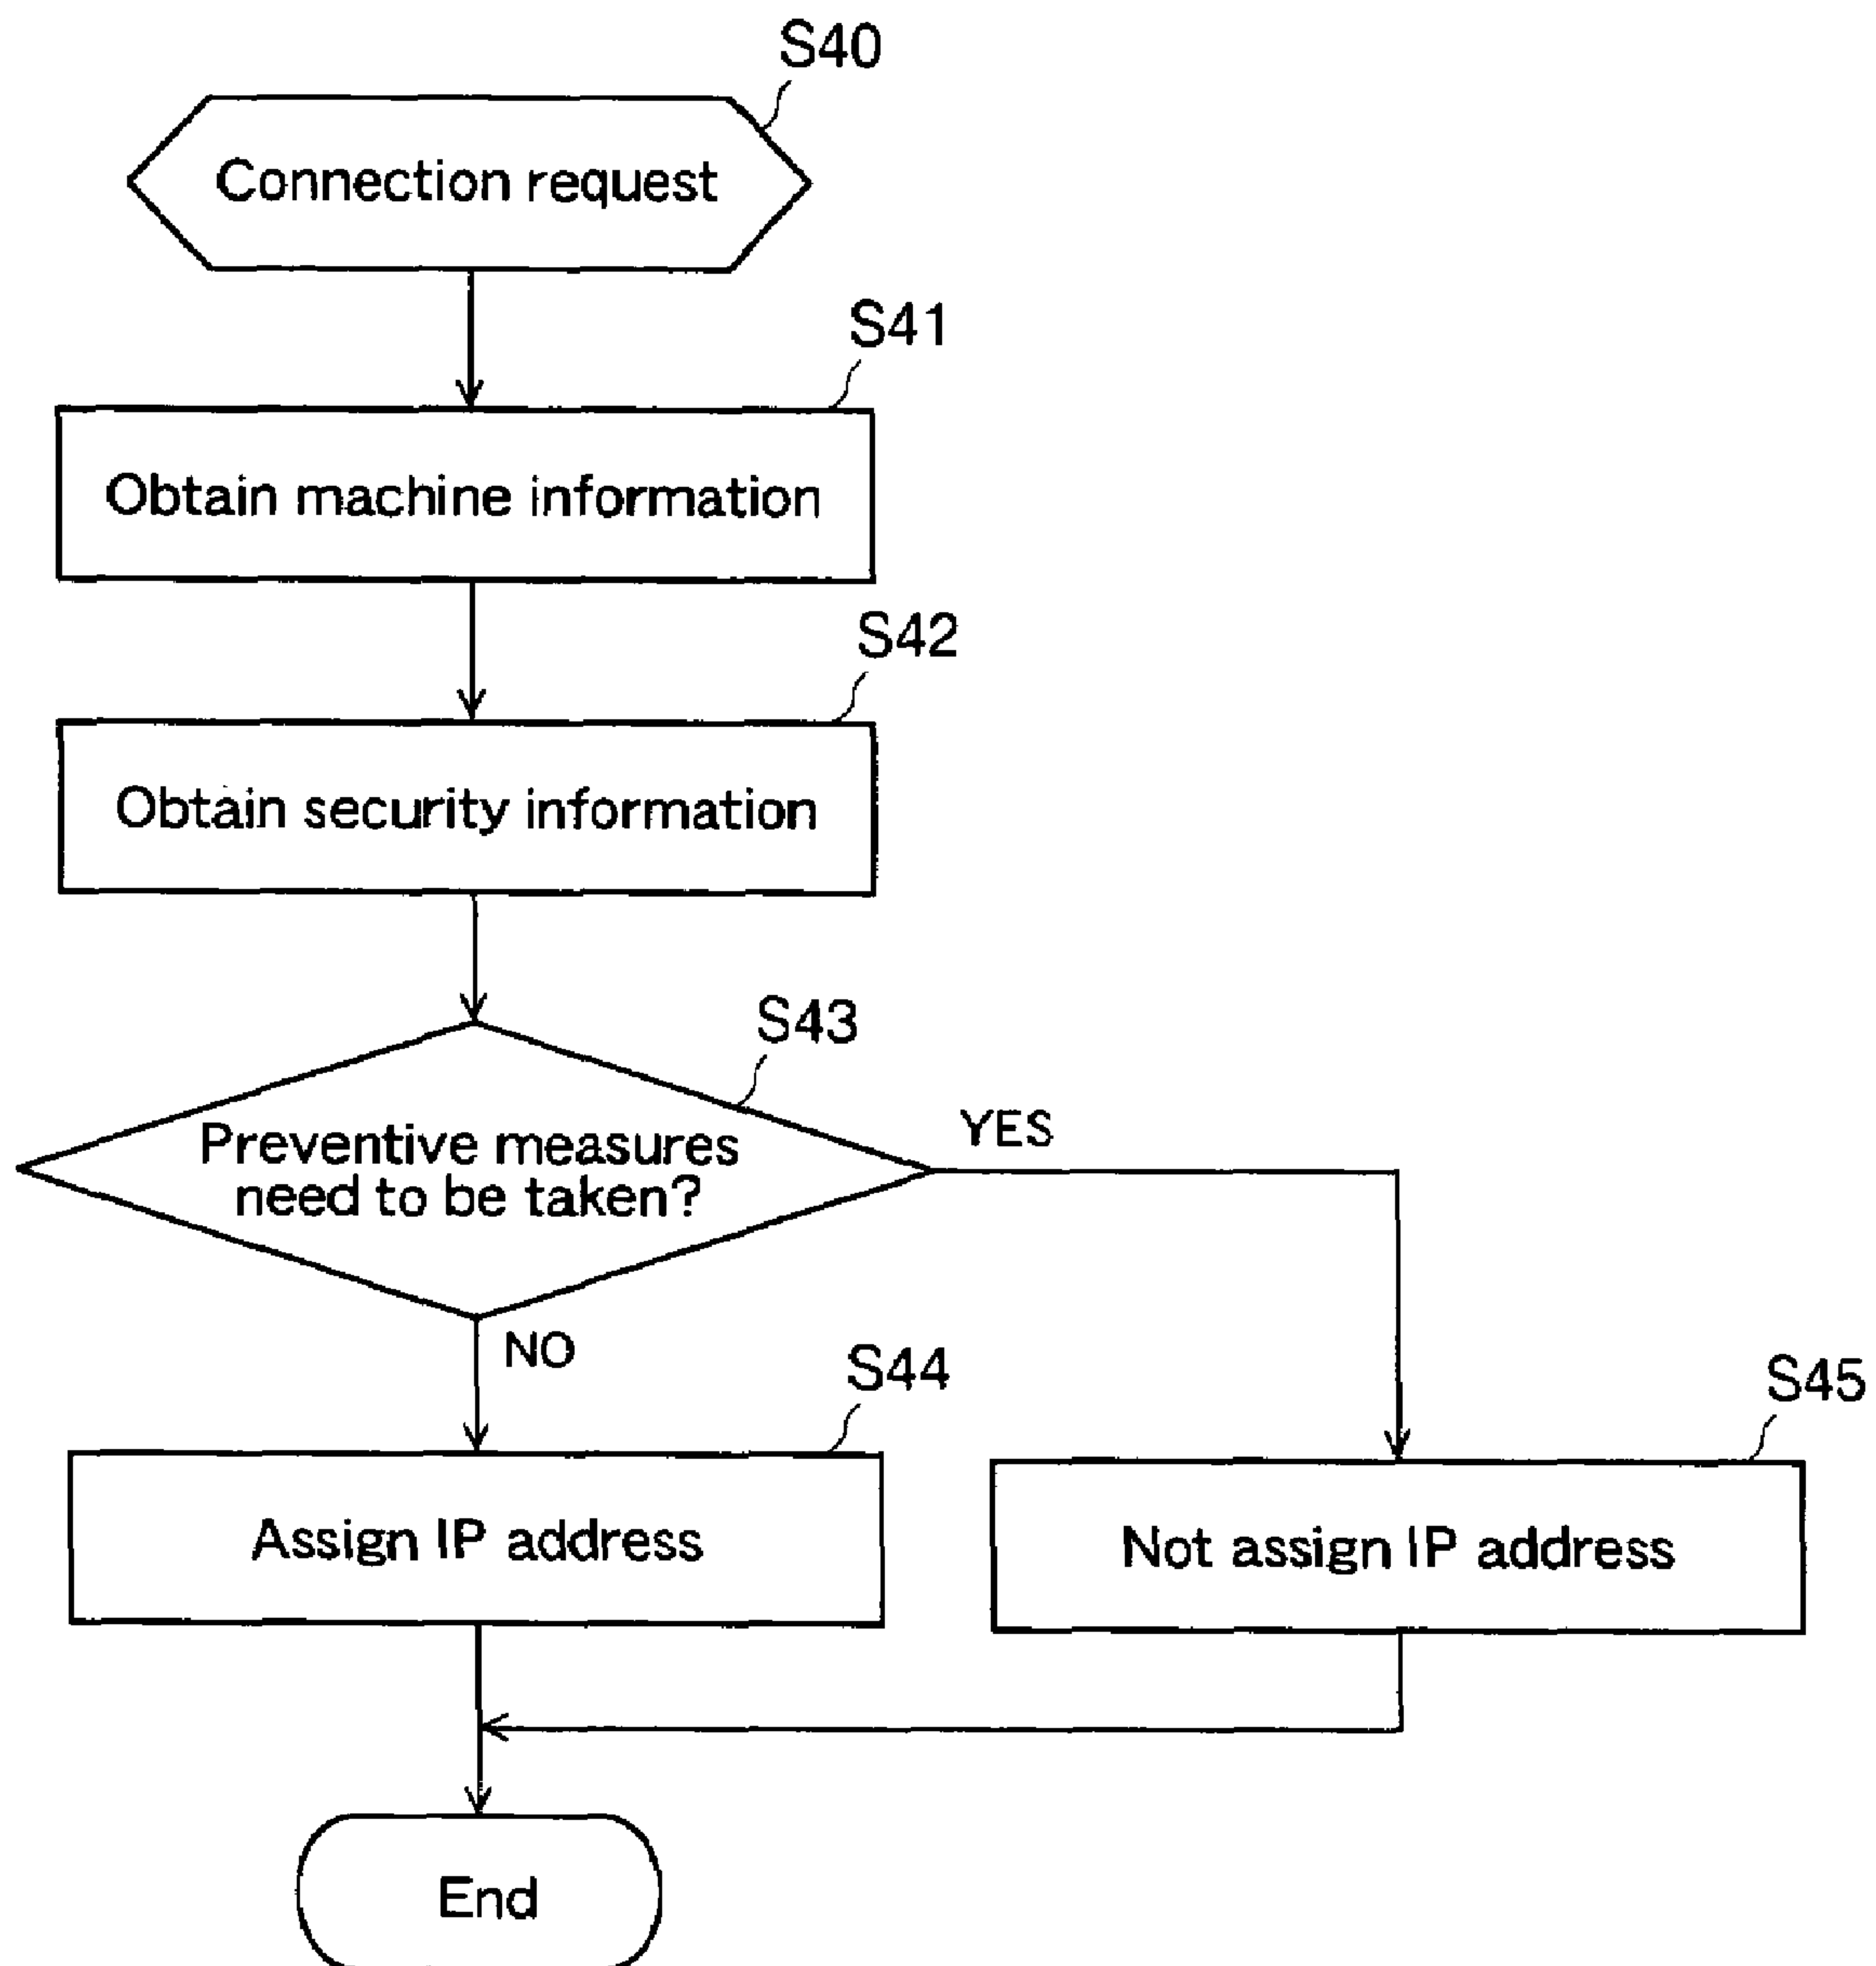 S40
Connection request
S41
Obtain machine information
S42
Obtain security information
S43
Preventive measures
need to be taken?
YES
NO
S44
Assign IP address
S45
Not assign IP address
End